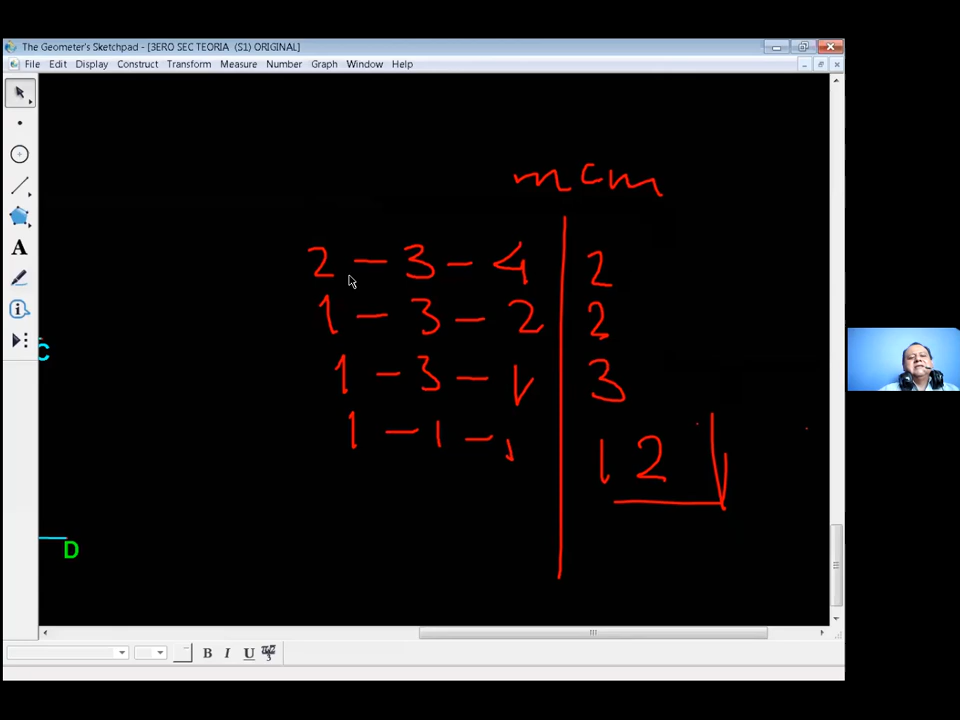 The Geometer's Sketchpad - [3ERO SEC TEORIA (S1) ORIGINAL]
File Edit Display Construct Transform Measure Number Graph Window Help
mcm
2 - 3 - 4 | 2
1 - 3 - 2 | 2
1 - 3 - 1 | 3
1 - 1 - 1 | 12
C
D
A
B I U